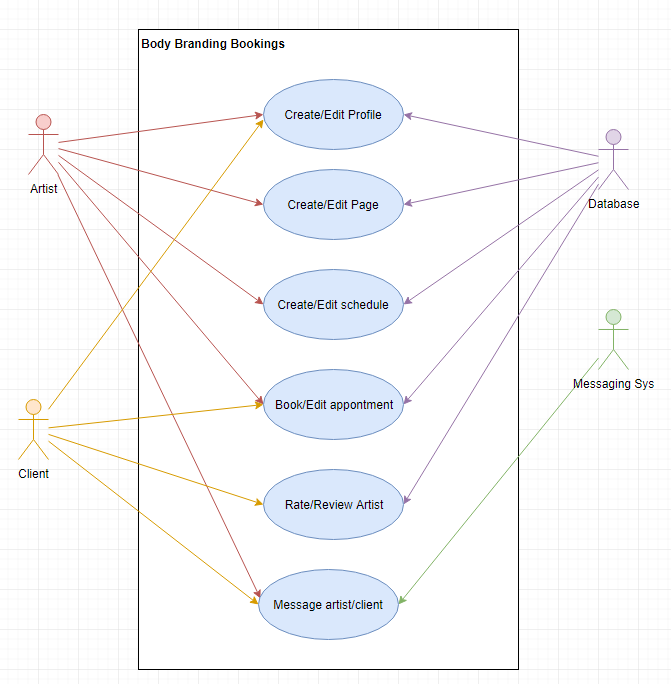 Body Branding Bookings
Create/Edit Profile
Artist
Create/Edit Page
Database
Create/Edit schedule
Messaging Sys
Book/Edit appontment
Client
Rate/Review Artist
Message artist/client